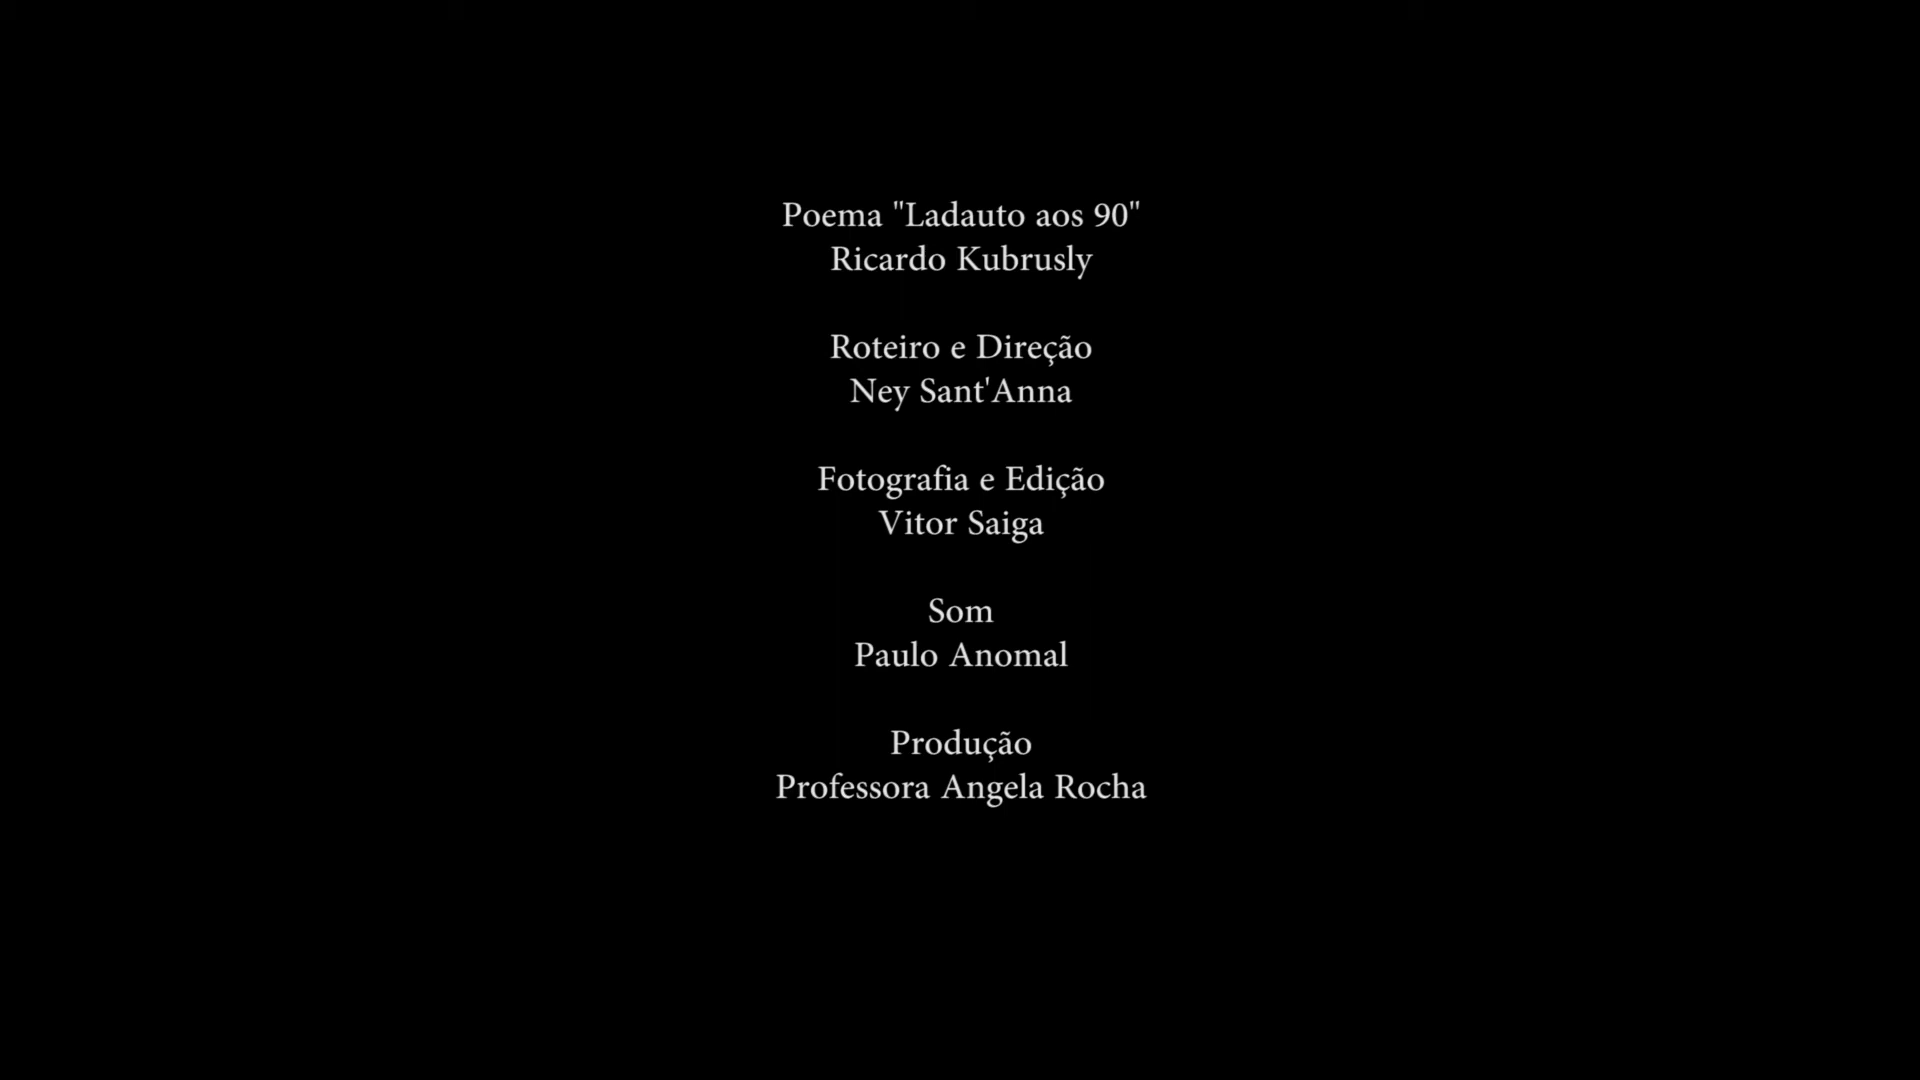 Poema "Ladauto aos 90"
Ricardo Kubrusly
Roteiro e Direção
Ney Sant'Anna
Fotografia e Edição
Vitor Saiga
Som
Paulo Anomal
Produção
Professora Angela Rocha